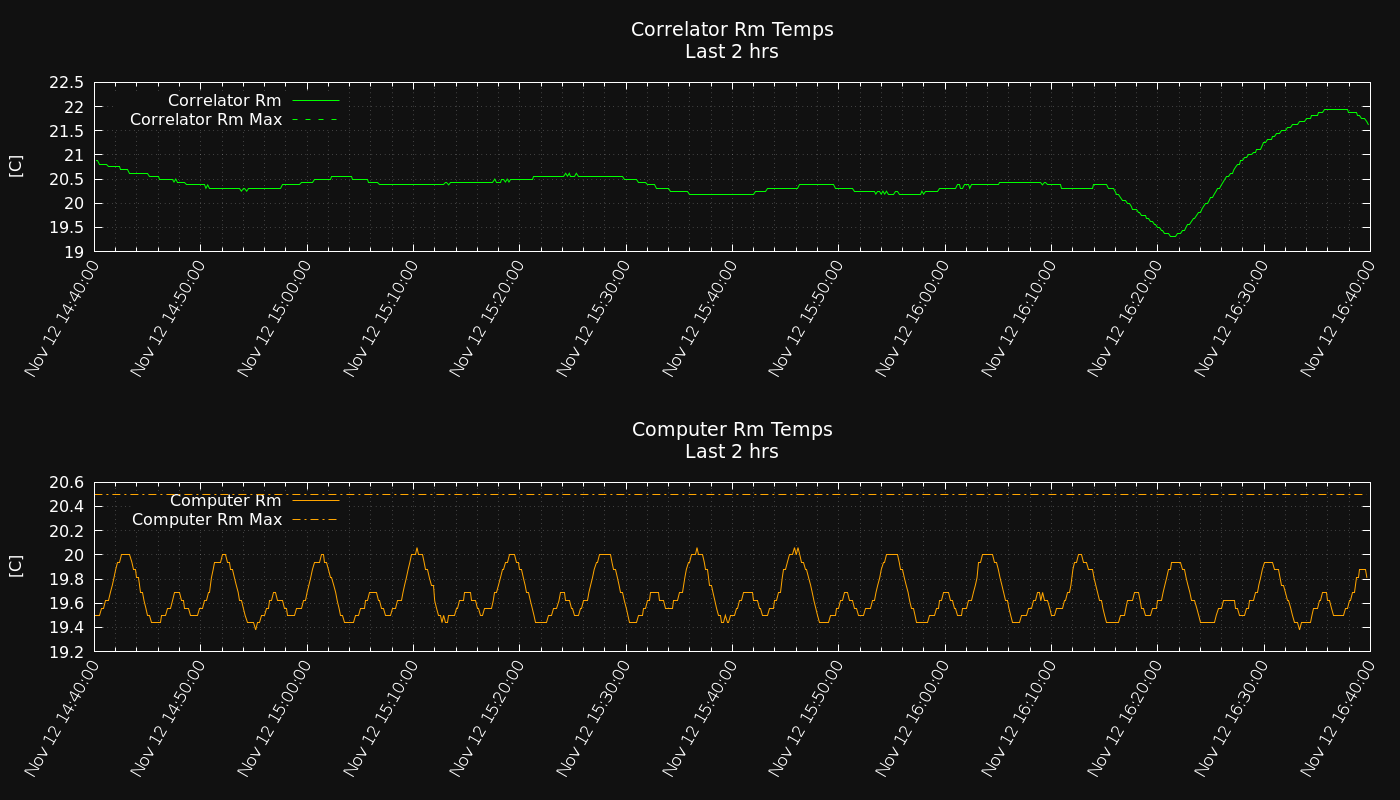 Correlator Rm Temps
Last 2 hrs
22.5
22
21.5
21
20.5
20
19.5
19
[C]
Correlator Rm
Correlator Rm Max
Nov 12 14:40:00
Nov 12 14:50:00
Nov 12 15:00:00
Nov 12 15:10:00
Nov 12 15:20:00
Nov 12 15:30:00
Nov 12 15:40:00
Nov 12 15:50:00
Nov 12 16:00:00
Nov 12 16:10:00
Nov 12 16:20:00
Nov 12 16:30:00
Nov 12 16:40:00
Computer Rm Temps
Last 2 hrs
20.6
20.4
20.2
20
19.8
19.6
19.4
19.2
[C]
Computer Rm
Computer Rm Max
Nov 12 14:40:00
Nov 12 14:50:00
Nov 12 15:00:00
Nov 12 15:10:00
Nov 12 15:20:00
Nov 12 15:30:00
Nov 12 15:40:00
Nov 12 15:50:00
Nov 12 16:00:00
Nov 12 16:10:00
Nov 12 16:20:00
Nov 12 16:30:00
Nov 12 16:40:00